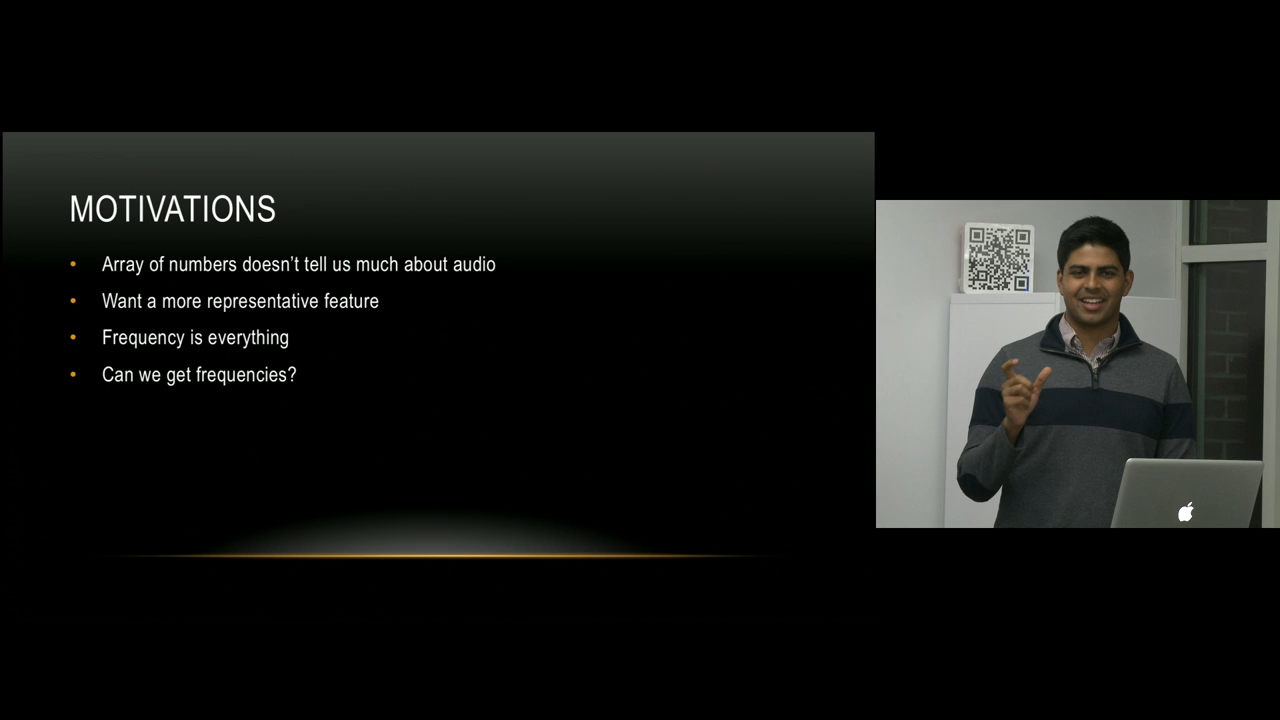 MOTIVATIONS
• Array of numbers doesn't tell us much about audio
• Want a more representative feature
• Frequency is everything
• Can we get frequencies?